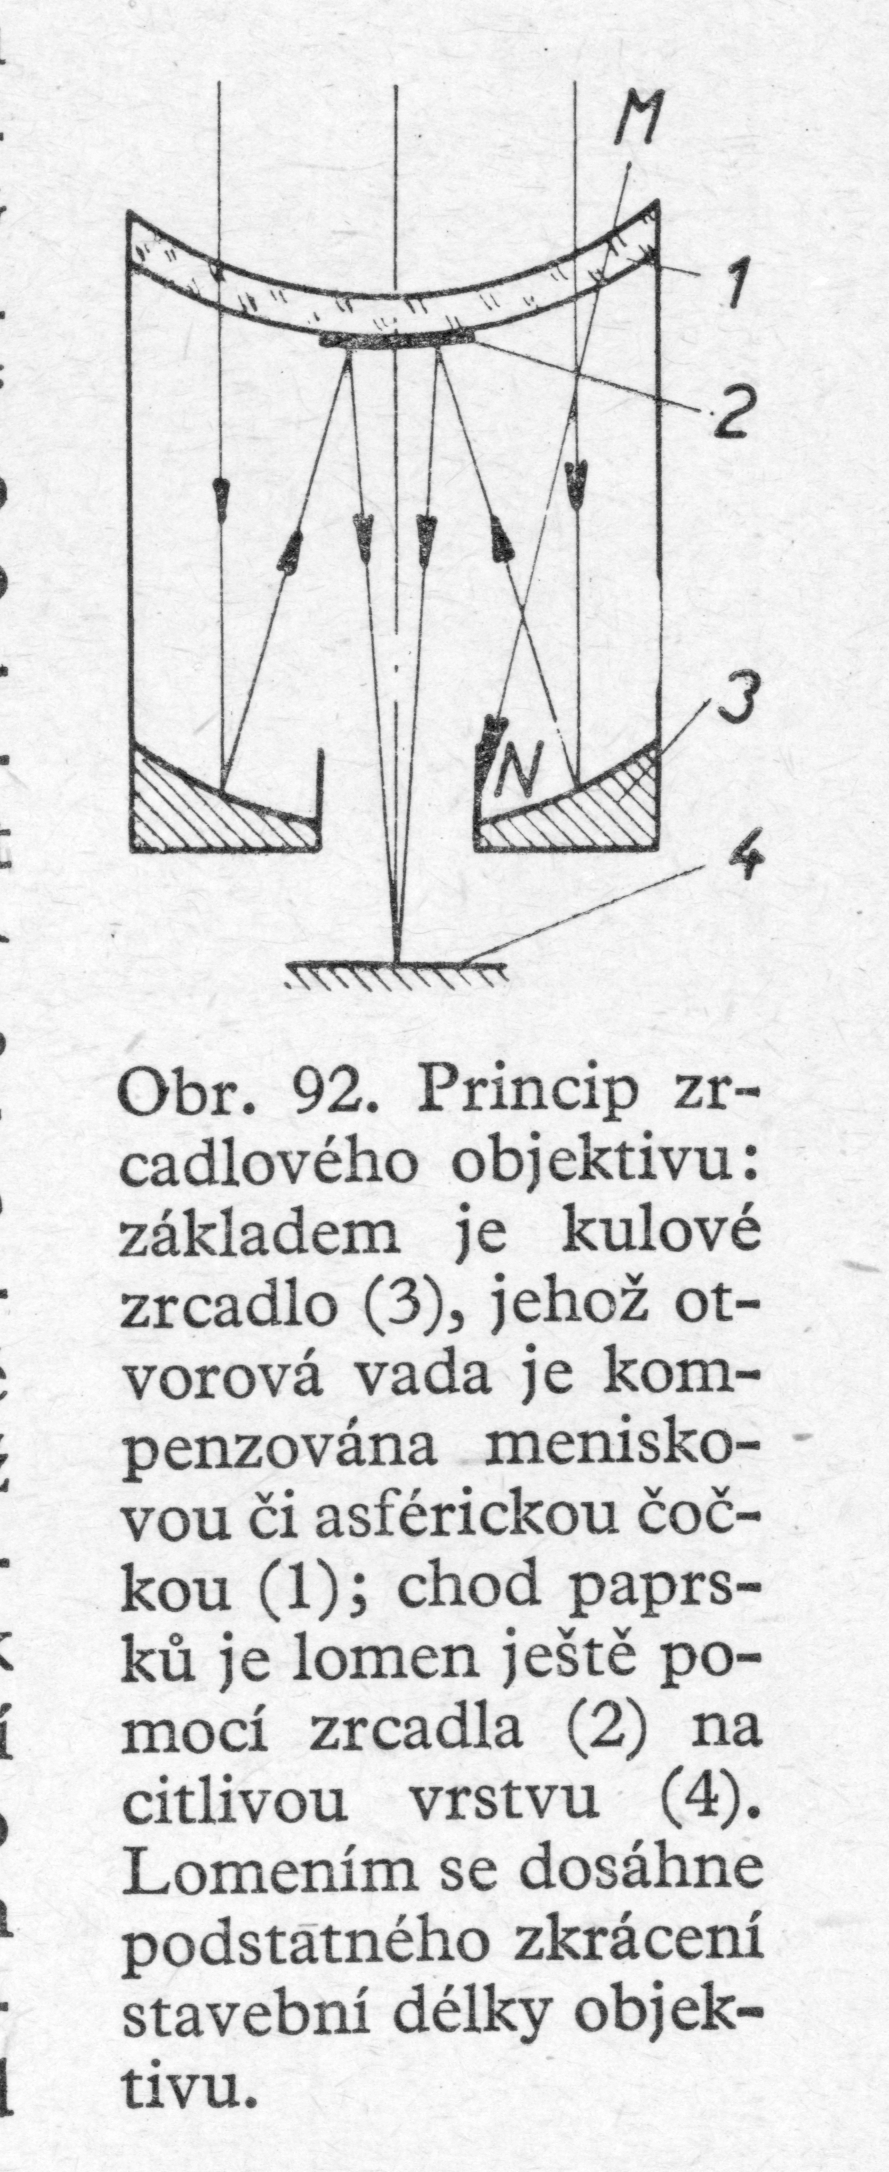 M
1
2
3
N
4
Obr. 92. Princip zr-
cadlového objektivu:
základem je kulové
zrcadlo (3), jehož ot-
vorová vada je kom-
penzována menisko-
vou či asférickou čoč-
kou (1); chod paprs-
ků je lomen ještě po-
mocí zrcadla (2) na
citlivou vrstvu (4).
Lomením se dosáhne
podstatného zkrácení
stavební délky objek-
tivu.